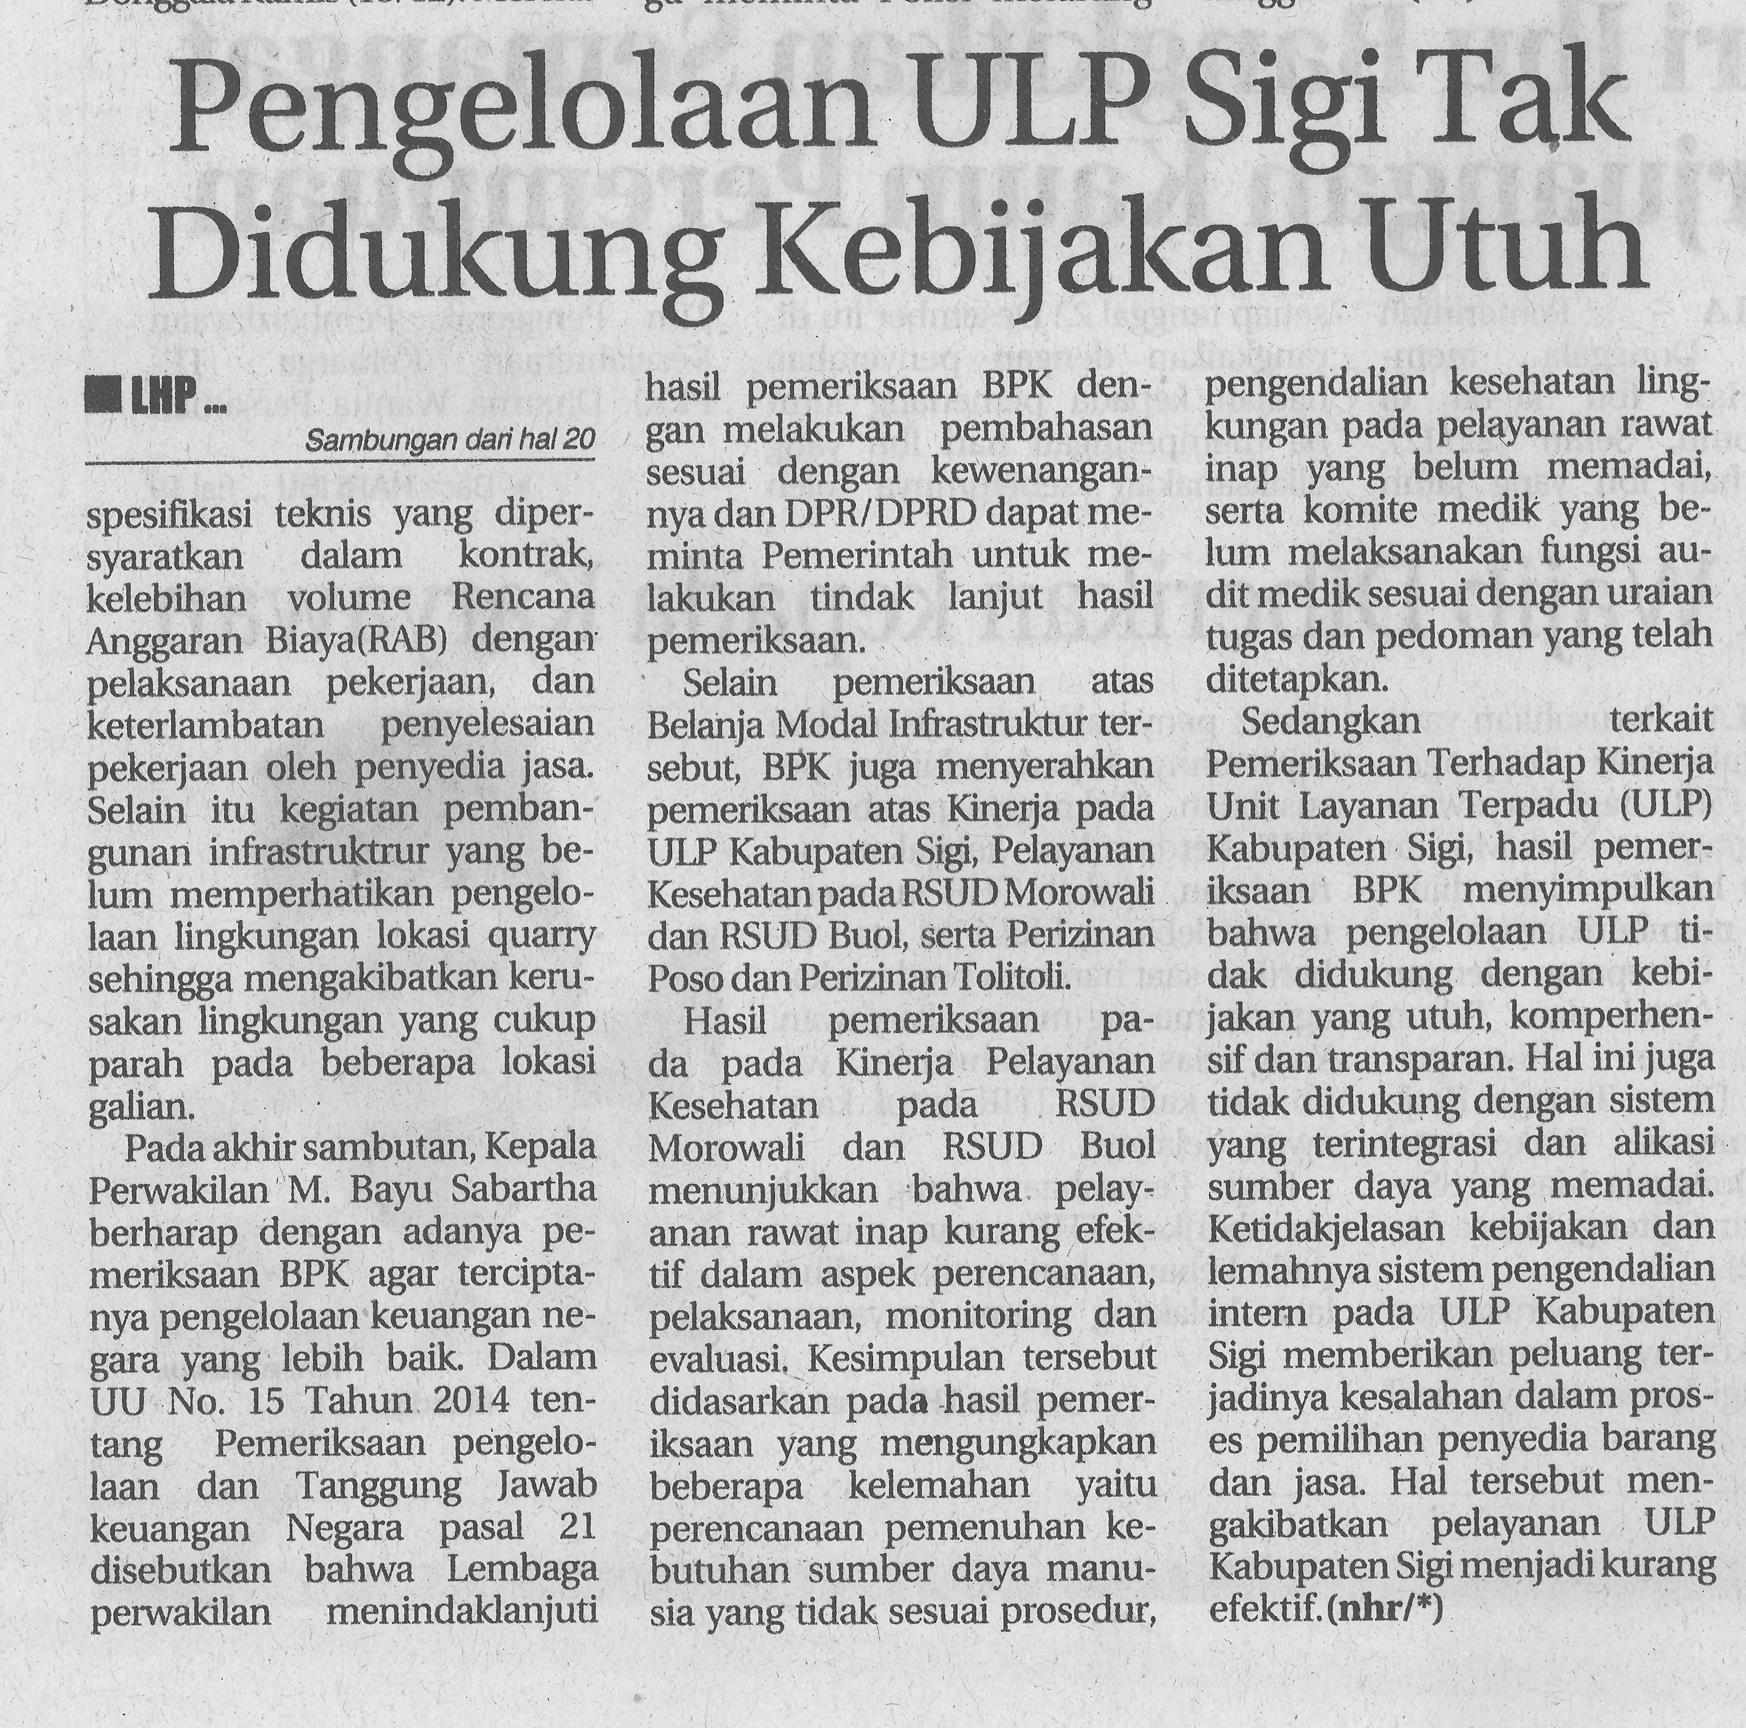 Pengelolaan ULP Sigi Tak
Didukung Kebijakan Utuh
LHP...
Sambungan dari hal 20
spesifikasi teknis yang diper-
syaratkan dalam kontrak,
kelebihan volume Rencana
Anggaran Biaya(RAB) dengan
pelaksanaan pekerjaan, dan
keterlambatan penyelesaian
pekerjaan oleh penyedia jasa.
Selain itu kegiatan pemban-
gunan infrastruktrur yang be-
lum memperhatikan pengelo-
laan lingkungan lokasi quarry
sehingga mengakibatkan keru-
sakan lingkungan yang cukup
parah pada beberapa lokasi
galian.
Pada akhir sambutan, Kepala
Perwakilan M. Bayu Sabartha
berharap dengan adanya pe-
meriksaan BPK agar tercipta-
nya pengelolaan keuangan ne-
gara yang lebih baik. Dalam
UU No. 15 Tahun 2014 ten-
tang Pemeriksaan pengelo-
laan dan Tanggung Jawab
keuangan Negara pasal 21
disebutkan bahwa Lembaga
perwakilan menindaklanjuti
hasil pemeriksaan BPK den-
gan melakukan pembahasan
sesuai dengan kewenangan-
nya dan DPR/DPRD dapat me-
minta Pemerintah untuk me-
lakukan tindak lanjut hasil
pemeriksaan.
Selain pemeriksaan atas
Belanja Modal Infrastruktur ter-
sebut, BPK juga menyerahkan
pemeriksaan atas Kinerja pada
ULP Kabupaten Sigi, Pelayanan
Kesehatan pada RSUD Morowali
dan RSUD Buol, serta Perizinan
Poso dan Perizinan Tolitoli.
Hasil pemeriksaan pa-
da pada Kinerja Pelayanan
Kesehatan pada RSUD
Morowali dan RSUD Buol
menunjukkan bahwa pelay-
anan rawat inap kurang efek-
tif dalam aspek perencanaan,
pelaksanaan, monitoring dan
evaluasi. Kesimpulan tersebut
didasarkan pada hasil pemer-
iksaan yang mengungkapkan
beberapa kelemahan yaitu
perencanaan pemenuhan ke-
butuhan sumber daya manu-
sia yang tidak sesuai prosedur,
pengendalian kesehatan ling-
kungan pada pelayanan rawat
inap yang belum memadai,
serta komite medik yang be-
lum melaksanakan fungsi au-
dit medik sesuai dengan uraian
tugas dan pedoman yang telah
ditetapkan.
Sedangkan terkait
Pemeriksaan Terhadap Kinerja
Unit Layanan Terpadu (ULP)
Kabupaten Sigi, hasil pemer-
iksaan BPK menyimpulkan
bahwa pengelolaan ULP ti-
dak didukung dengan kebi-
jakan yang utuh, komperhen-
sif dan transparan. Hal ini juga
tidak didukung dengan sistem
yang terintegrasi dan alikasi
sumber daya yang memadai.
Ketidakjelasan kebijakan dan
lemahnya sistem pengendalian
intern pada ULP Kabupaten
Sigi memberikan peluang ter-
jadinya kesalahan dalam pros-
es pemilihan penyedia barang
dan jasa. Hal tersebut men-
gakibatkan pelayanan ULP
Kabupaten Sigi menjadi kurang
efektif.(nhr/*)